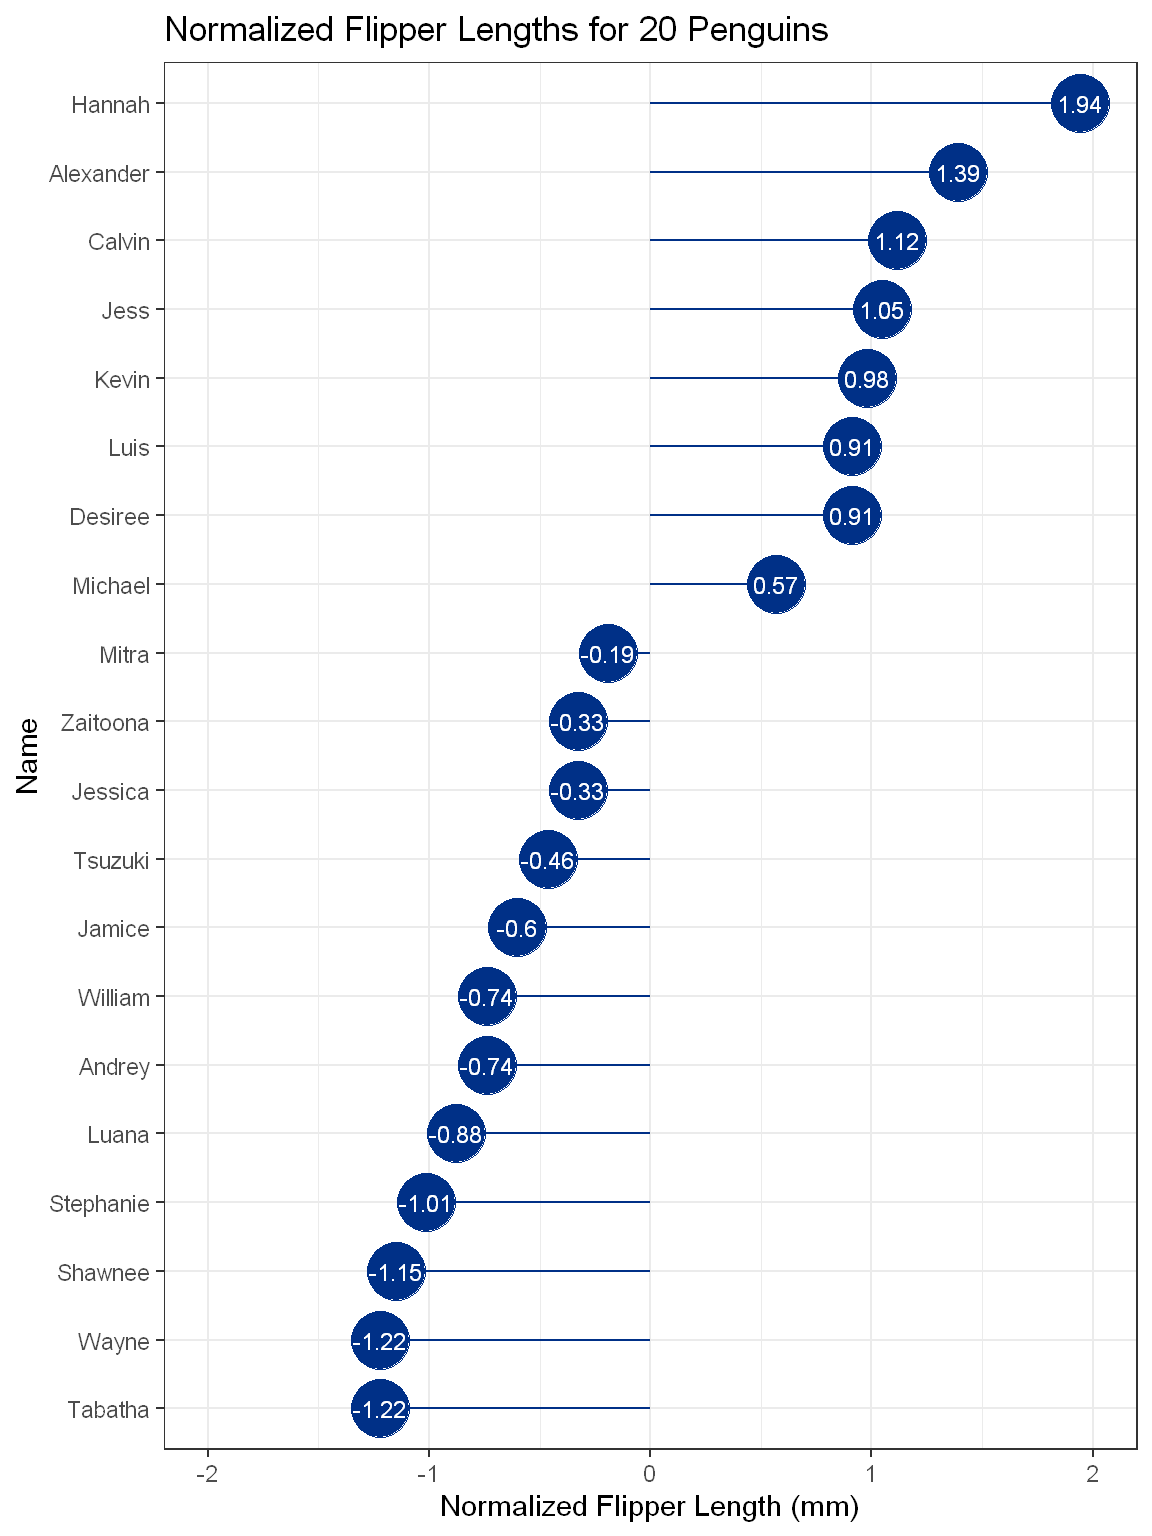 Normalized Flipper Lengths for 20 Penguins
Hannah 1.94
Alexander 1.39
Calvin 1.12
Jess 1.05
Kevin 0.98
Luis 0.91
Desiree 0.91
Michael 0.57
Mitra -0.19
Zaitoona -0.33
Jessica -0.33
Tsuzuki -0.46
Jamice -0.6
William -0.74
Andrey -0.74
Luana -0.88
Stephanie -1.01
Shawnee -1.15
Wayne -1.22
Tabatha -1.22
Name
-2 -1 0 1 2
Normalized Flipper Length (mm)